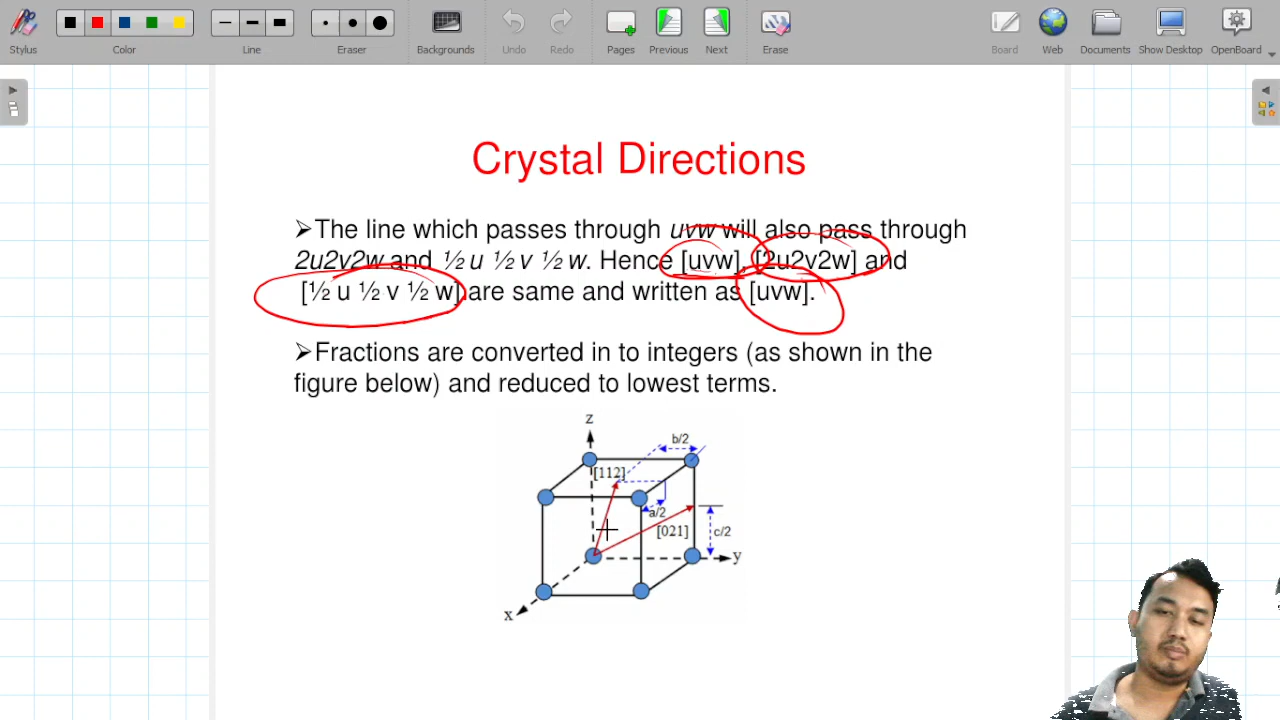 Stylus
Color
Line
Eraser
Backgrounds
Undo
Redo
Pages
Previous
Next
Erase
Board
Web
Documents
Show Desktop
OpenBoard
Crystal Directions
➢The line which passes through uvw will also pass through
2u2v2w and ½ u ½ v ½ w. Hence [uvw], [2u2v2w] and
[½ u ½ v ½ w] are same and written as [uvw].
➢Fractions are converted in to integers (as shown in the
figure below) and reduced to lowest terms.
z
b/2
[112]
a/2
[021]
c/2
y
x